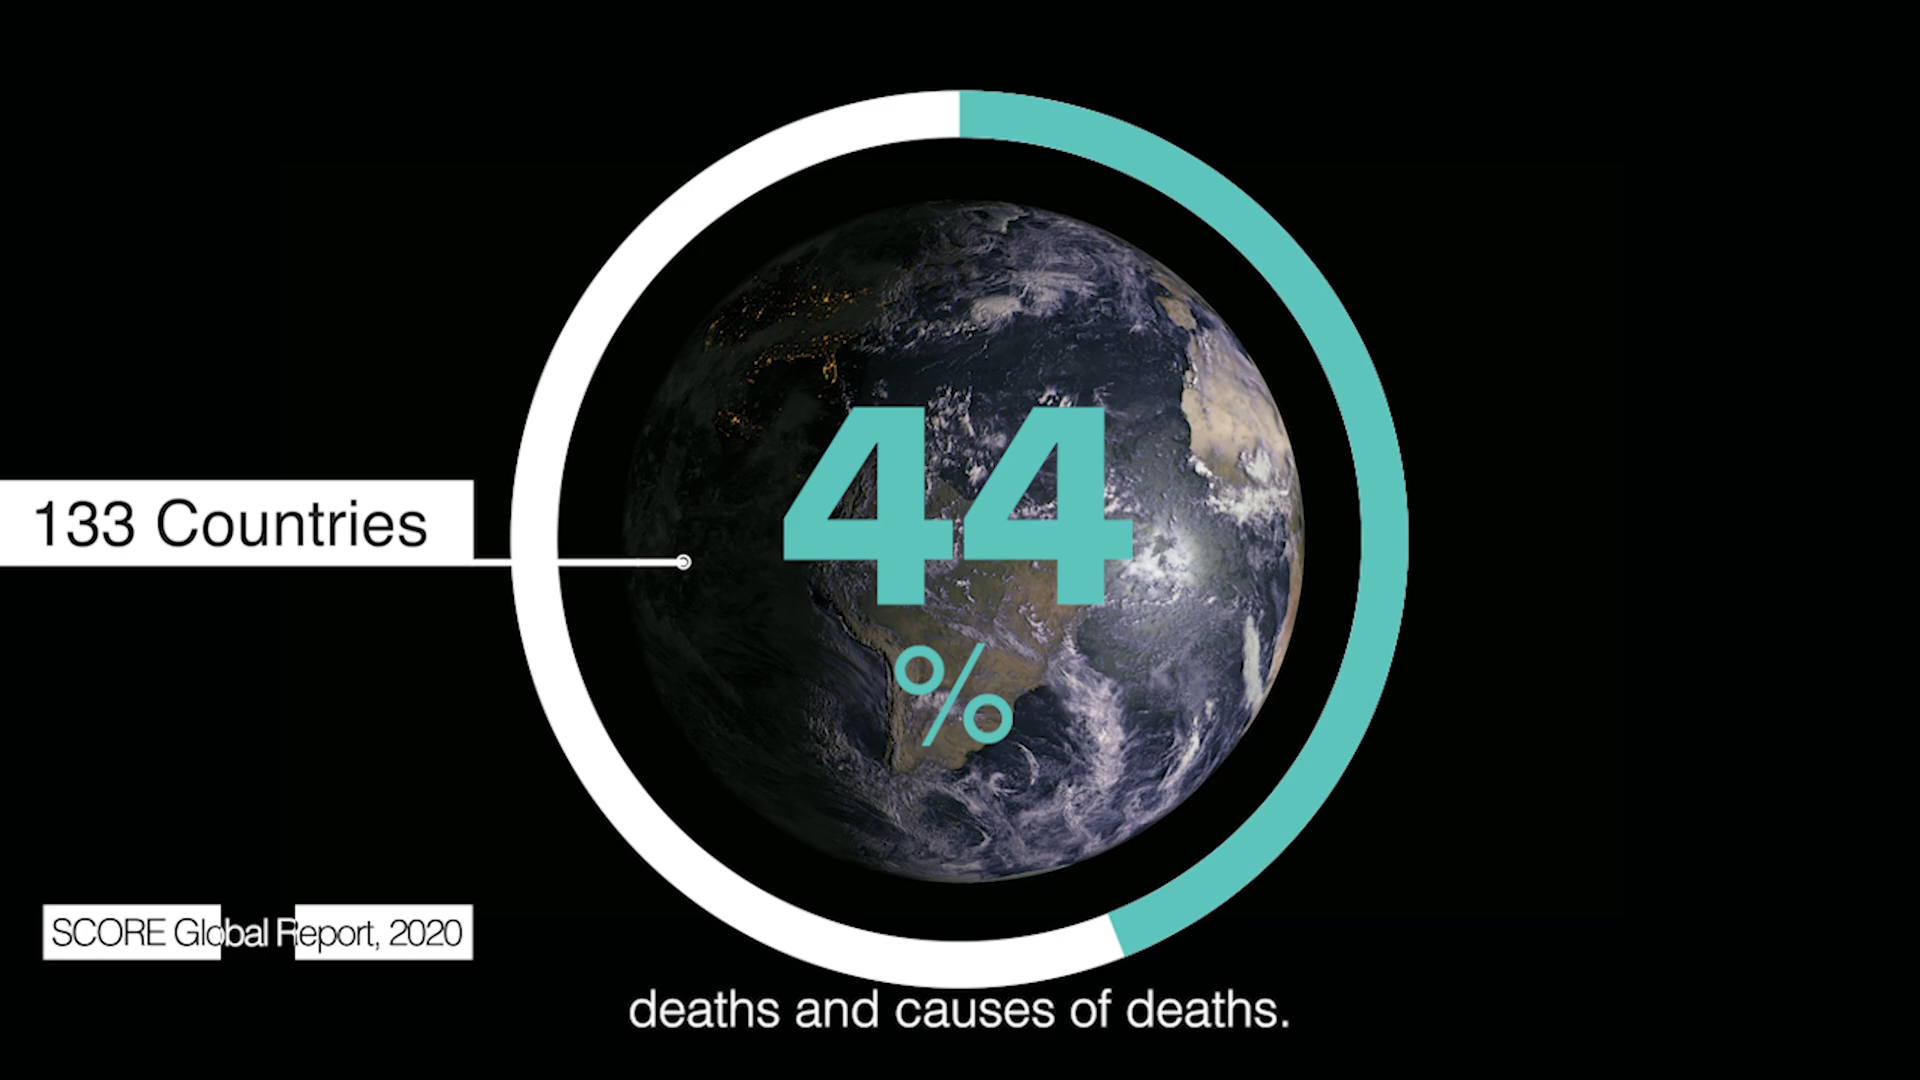 133 Countries
44
%
SCORE Global Report, 2020
deaths and causes of deaths.